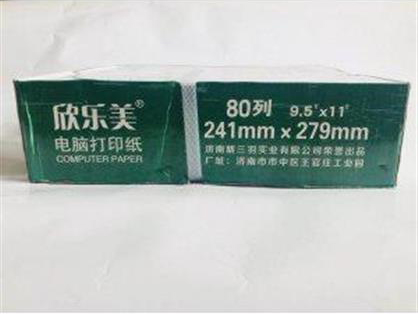 欣乐美®
电脑打印纸
COMPUTER PAPER
80列 9.5"x11"
241mm x 279mm
济南新三羽实业有限公司荣誉出品
厂址：济南市市中区王官庄工业园